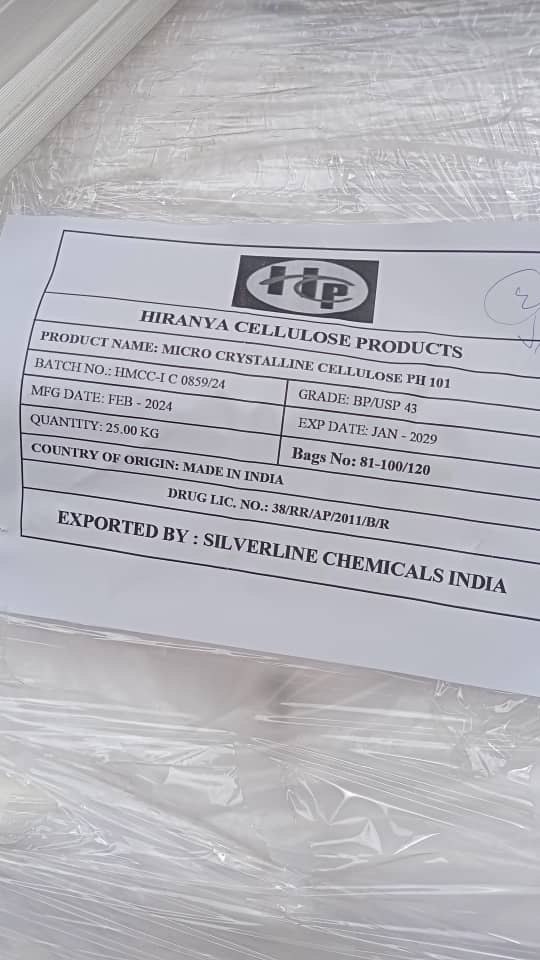 HCP
HIRANYA CELLULOSE PRODUCTS
PRODUCT NAME: MICRO CRYSTALLINE CELLULOSE PH 101
BATCH NO.: HMCC-I C 0859/24
GRADE: BP/USP 43
MFG DATE: FEB - 2024
EXP DATE: JAN - 2029
QUANTITY: 25.00 KG
Bags No: 81-100/120
COUNTRY OF ORIGIN: MADE IN INDIA
DRUG LIC. NO.: 38/RR/AP/2011/B/R
EXPORTED BY : SILVERLINE CHEMICALS INDIA